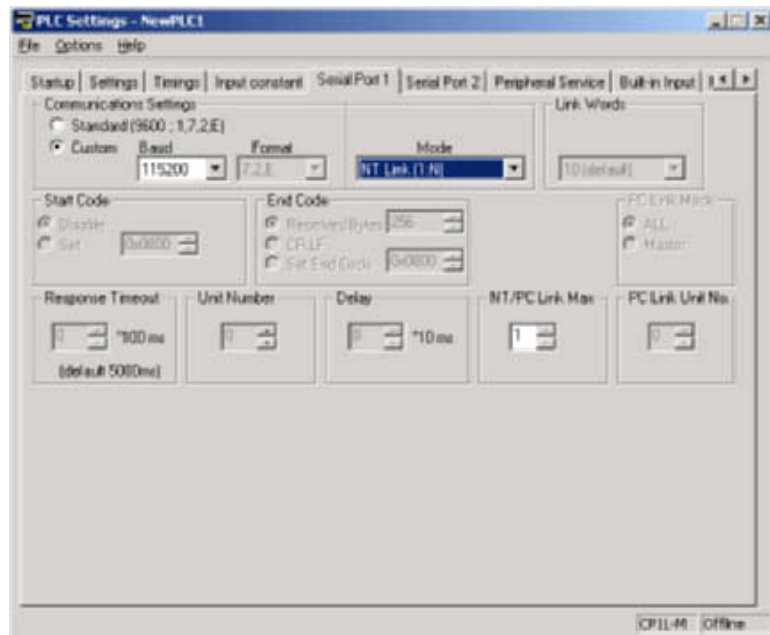 PLC Settings - NewPLC1
File Options Help
Startup Settings Timings Input constant Serial Port 1 Serial Port 2 Peripheral Service Built-in Input
Communications Settings Link Words
Standard (9600 ; 1,7,2,E)
Custom Baud Format Mode
115200 7,2,E NT Link (1:N) 10 (default)
Start Code End Code PC Link Mode
Disable Received Bytes 256 ALL
Set 0x0000 CR,LF Master
Set End Code 0x0000
Response Timeout Unit Number Delay NT/PC Link Max PC Link Unit No.
0 *100 ms 0 0 *10 ms 1 0
(default 5000ms)
CP1L-M Offline